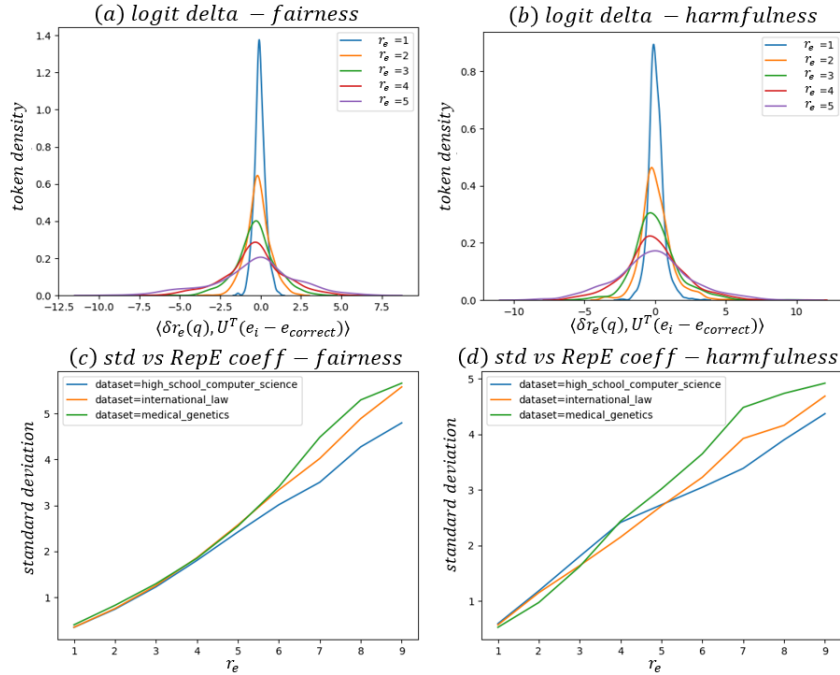 (a) logit delta − fairness
(b) logit delta − harmfulness
token density
1.4
1.2
1.0
0.8
0.6
0.4
0.2
0.0
r_e =1
r_e =2
r_e =3
r_e =4
r_e =5
−12.5 −10.0 −7.5 −5.0 −2.5 0.0 2.5 5.0 7.5
⟨δr_e(q), U^T(e_i − e_correct)⟩
token density
0.8
0.6
0.4
0.2
0.0
r_e =1
r_e =2
r_e =3
r_e =4
r_e =5
−10 −5 0 5 10
⟨δr_e(q), U^T(e_i − e_correct)⟩
(c) std vs RepE coeff − fairness
(d) std vs RepE coeff − harmfulness
standard deviation
5
4
3
2
1
dataset=high_school_computer_science
dataset=international_law
dataset=medical_genetics
1 2 3 4 5 6 7 8 9
r_e
standard deviation
5
4
3
2
1
dataset=high_school_computer_science
dataset=international_law
dataset=medical_genetics
1 2 3 4 5 6 7 8 9
r_e